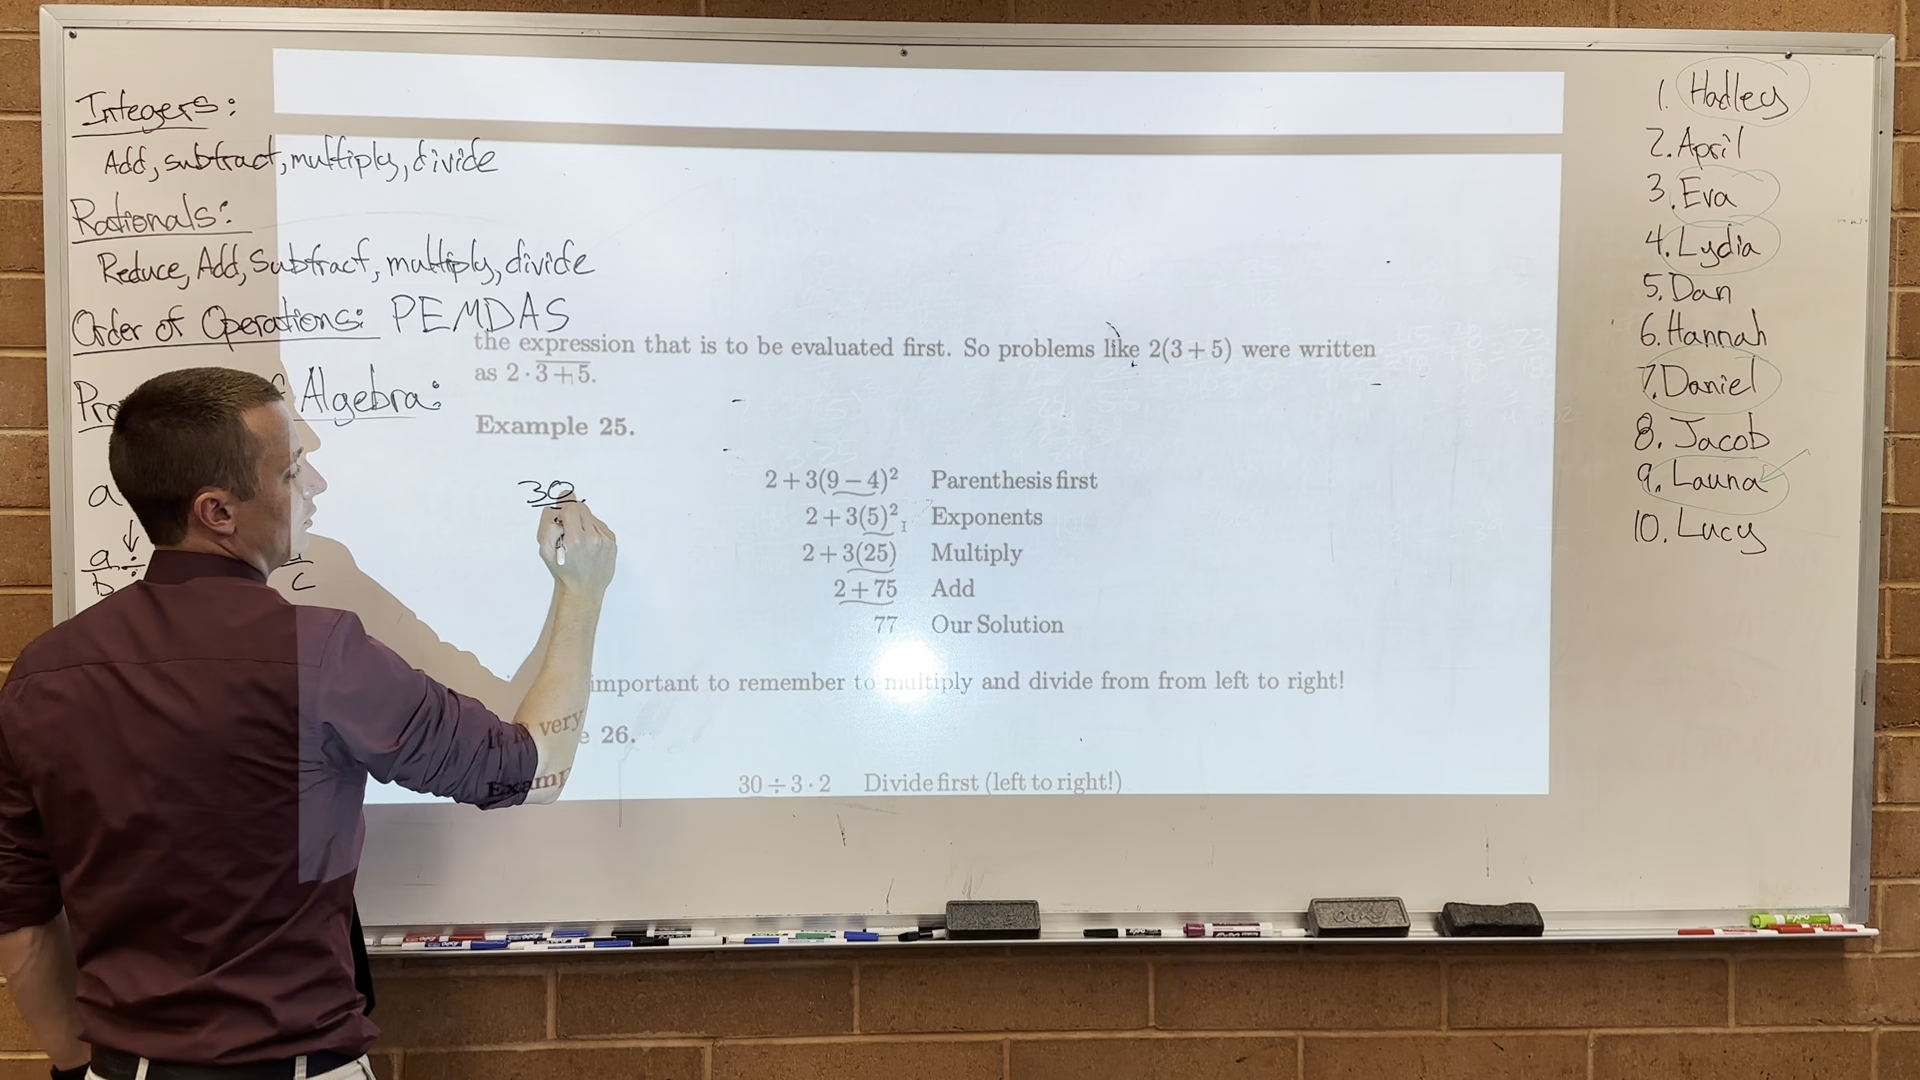 Integers:
Add, subtract, multiply, divide
Rationals:
Reduce, Add, Subtract, multiply, divide
Order of Operations: PEMDAS
Algebra:
a
a ÷
b
c
the expression that is to be evaluated first. So problems like 2(3+5) were written
as 2·3+5.
Example 25.
30
2+3(9−4)² Parenthesis first
2+3(5)² Exponents
2+3(25) Multiply
2+75 Add
77 Our Solution
It is very important to remember to multiply and divide from from left to right!
26.
30÷3·2 Divide first (left to right!)
1. Hadley
2. April
3. Eva
4. Lydia
5. Dan
6. Hannah
7. Daniel
8. Jacob
9. Launa
10. Lucy